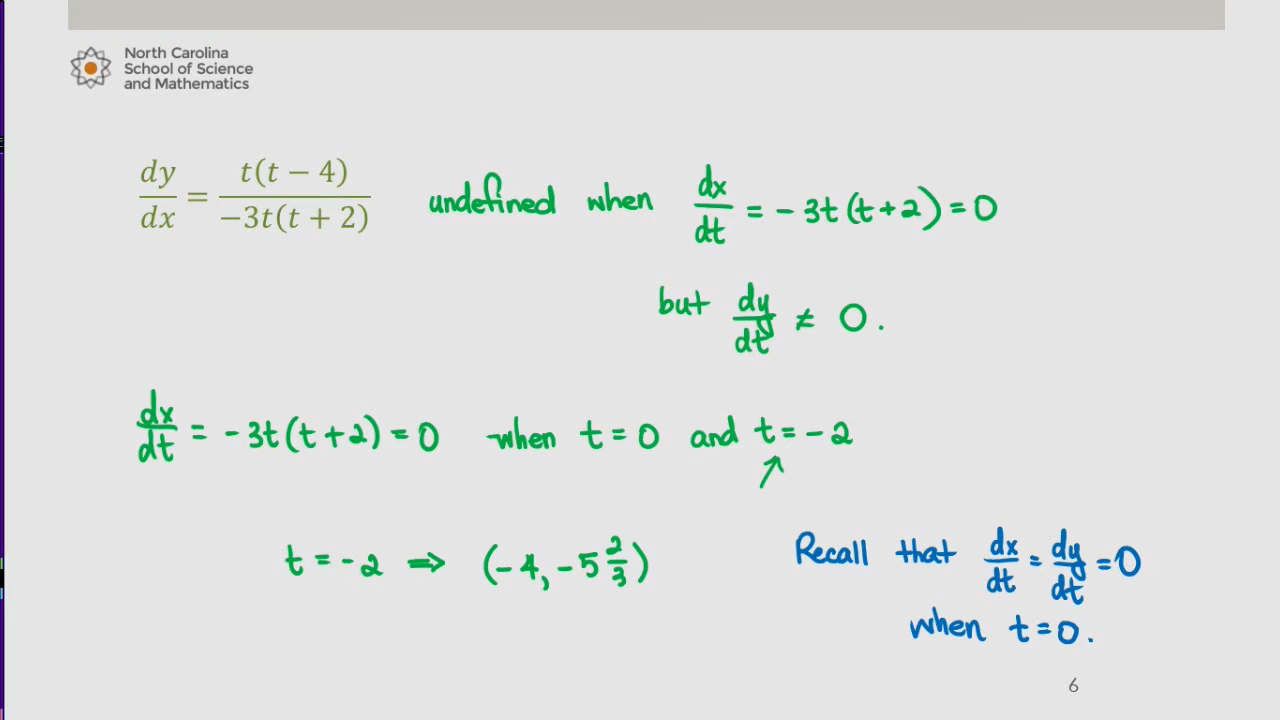 North Carolina
School of Science
and Mathematics
dy/dx = t(t − 4)/−3t(t + 2) undefined when dx/dt = -3t(t+2) = 0
but dy/dt ≠ 0.
dx/dt = -3t(t+2) = 0 when t = 0 and t = -2
↗
t = -2 ⇒ (-4, -5 2/3)
Recall that dx/dt = dy/dt = 0
when t = 0.
6